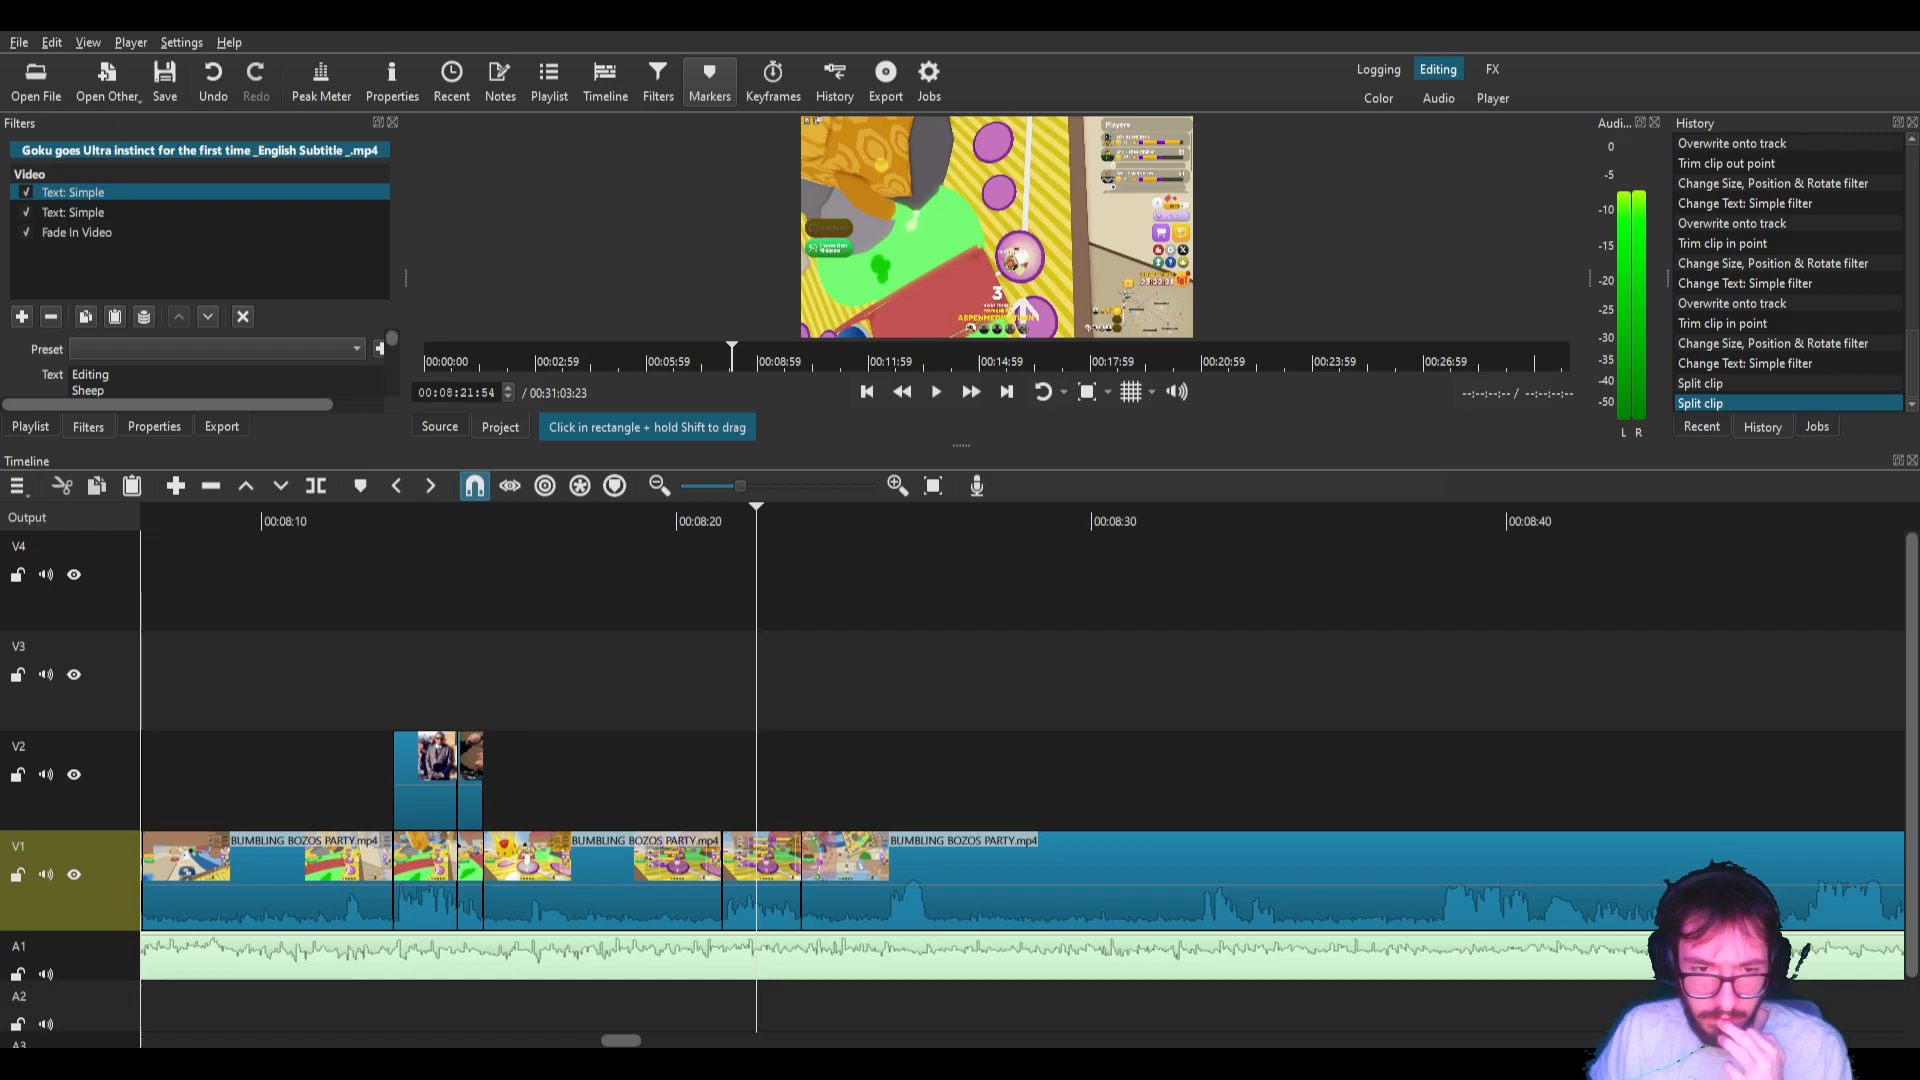 File Edit View Player Settings Help
Open File Open Other Save Undo Redo Peak Meter Properties Recent Notes Playlist Timeline Filters Markers Keyframes History Export Jobs
Logging Editing FX
Color Audio Player
Filters
Goku goes Ultra instinct for the first time _English Subtitle _.mp4
Video
Text: Simple
Text: Simple
Fade In Video
Preset
Text Editing
Sheep
Playlist Filters Properties Export
Players
3
AWAY FROM
00:00:00 00:02:59 00:05:59 00:08:59 00:11:59 00:14:59 00:17:59 00:20:59 00:23:59 00:26:59
00:08:21:54 / 00:31:03:23
--:--:--:-- / --:--:--:--
Source Project Click in rectangle + hold Shift to drag
Audi...
0
-5
-10
-15
-20
-25
-30
-35
-40
-50
L R
History
Overwrite onto track
Trim clip out point
Change Size, Position & Rotate filter
Change Text: Simple filter
Overwrite onto track
Trim clip in point
Change Size, Position & Rotate filter
Change Text: Simple filter
Overwrite onto track
Trim clip in point
Change Size, Position & Rotate filter
Change Text: Simple filter
Split clip
Split clip
Recent History Jobs
Timeline
Output
00:08:10 00:08:20 00:08:30 00:08:40
V4
V3
V2
V1
BUMBLING BOZOS PARTY.mp4 BUMBLING BOZOS PARTY.mp4 BUMBLING BOZOS PARTY.mp4
A1
A2
A3